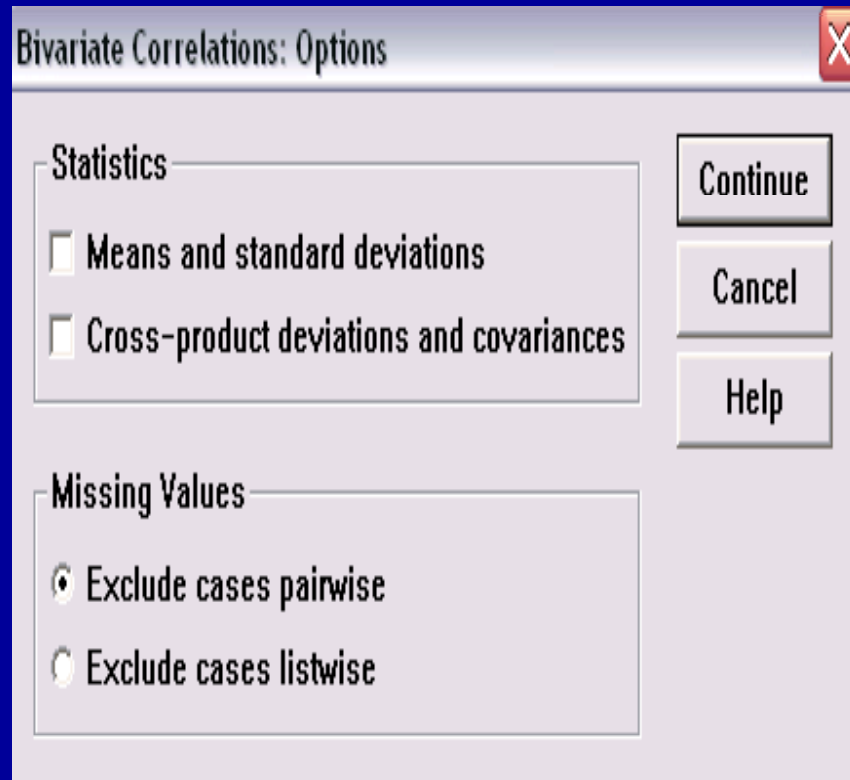 Bivariate Correlations: Options
Statistics
Means and standard deviations
Cross-product deviations and covariances
Continue
Cancel
Help
Missing Values
Exclude cases pairwise
Exclude cases listwise